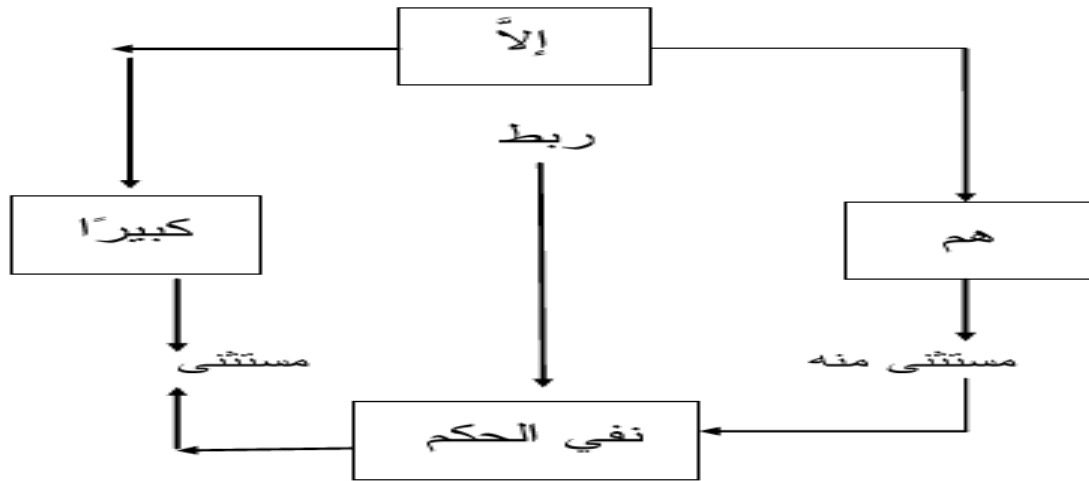 إلاَّ
ربط
هم
كبيرًا
مستثنى منه
مستثنى
نفي الحكم